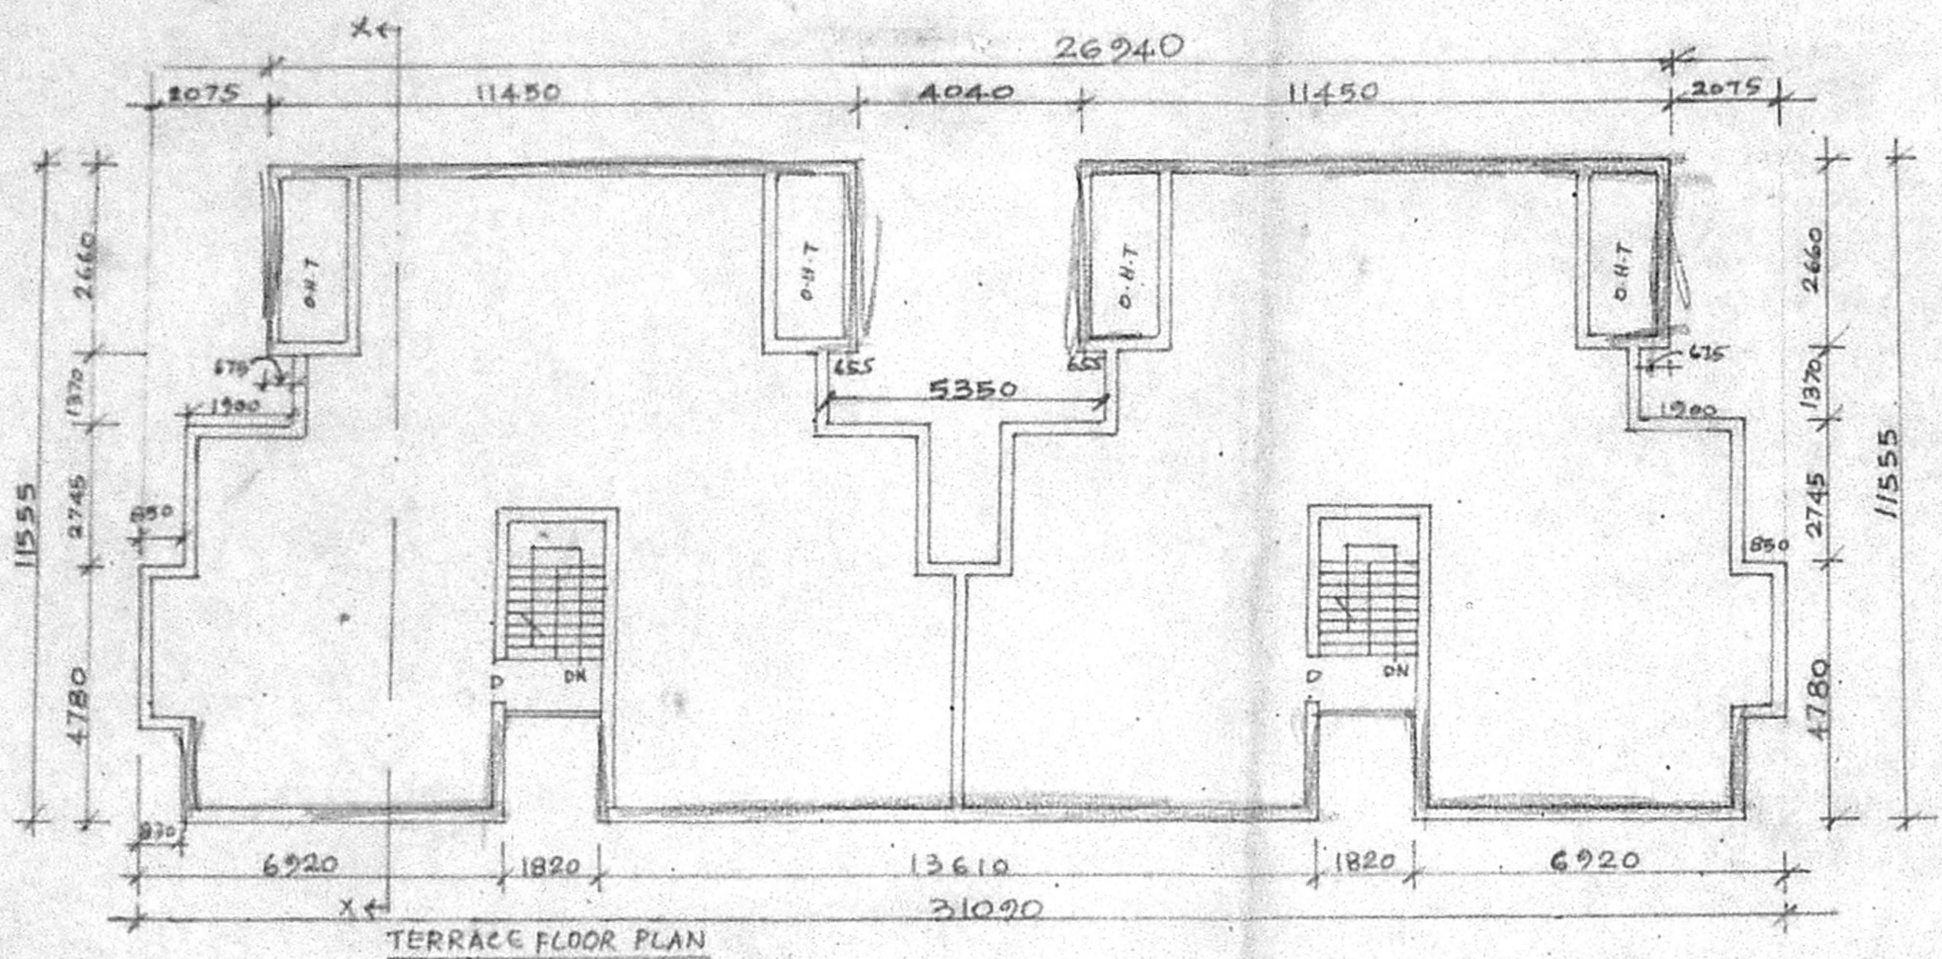 X
26940
2075 11450 4040 11450 2075
O.H.T O.H.T O.H.T O.H.T
2660 2660
675 655 655 675
1370 5350 1370
1900 1900
11555 11555
2745 2745
850 850
D DN D DN
4780 4780
830
6920 1820 13610 1820 6920
X 31090
TERRACE FLOOR PLAN